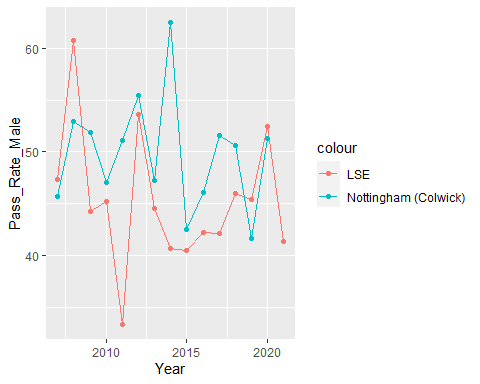 Pass_Rate_Male
60
50
40
2010 2015 2020
Year
colour
LSE
Nottingham (Colwick)